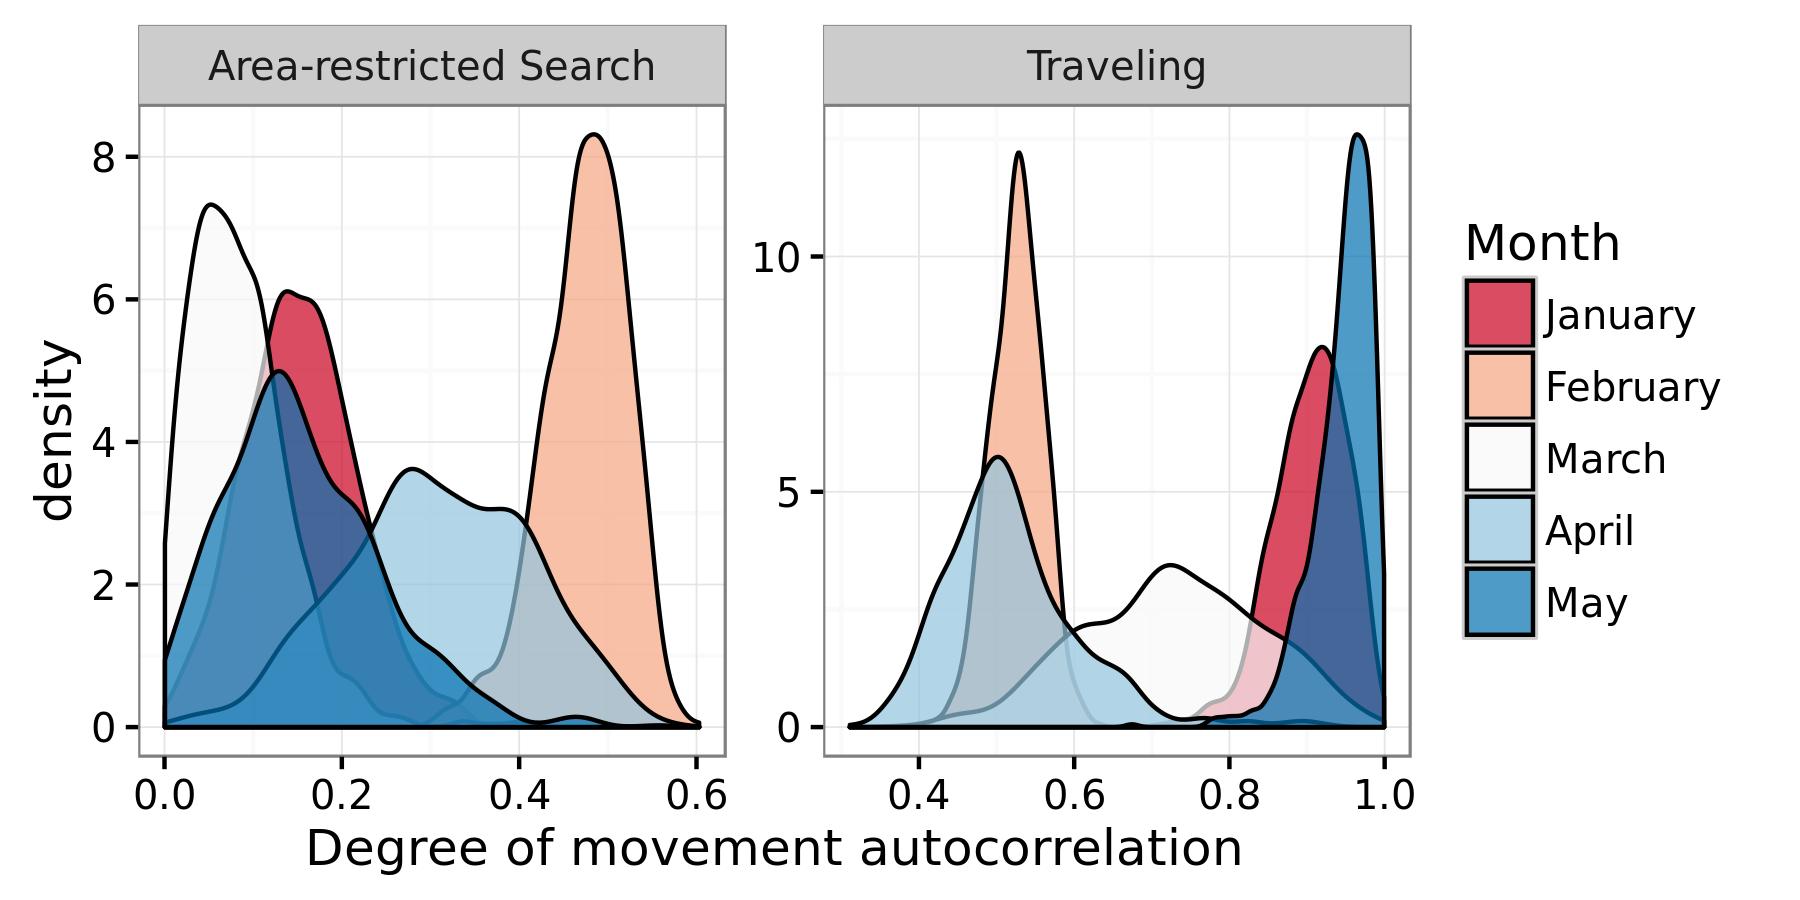 Area-restricted Search
Traveling
8
6
4
2
0
10
5
0
density
0.0 0.2 0.4 0.6
0.4 0.6 0.8 1.0
Degree of movement autocorrelation
Month
January
February
March
April
May